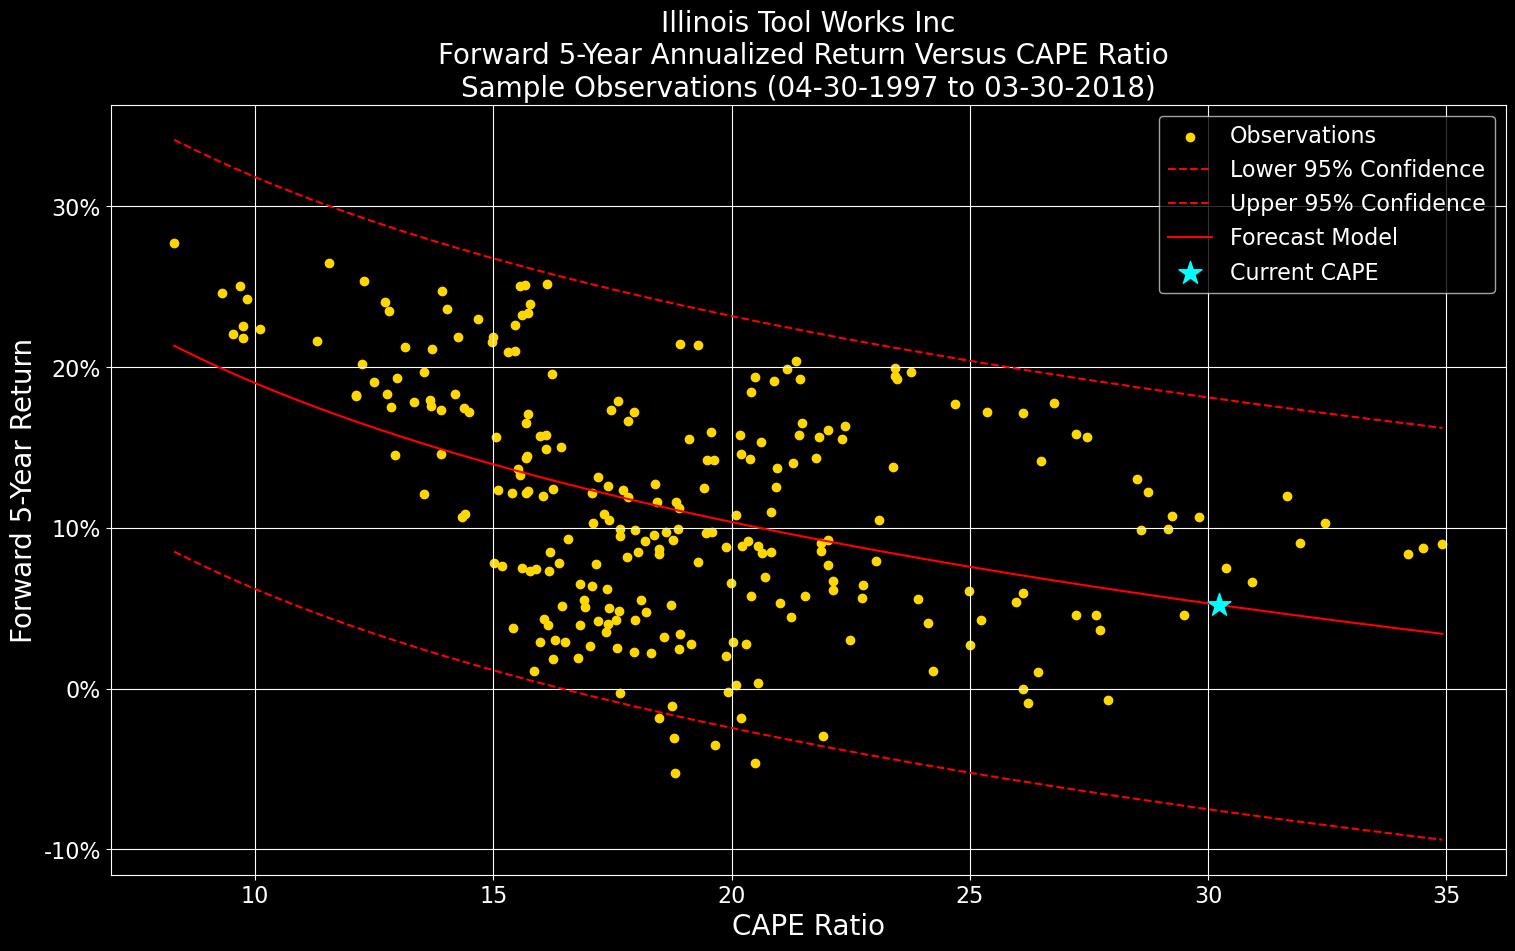 Illinois Tool Works Inc
Forward 5-Year Annualized Return Versus CAPE Ratio
Sample Observations (04-30-1997 to 03-30-2018)
Observations
Lower 95% Confidence
Upper 95% Confidence
Forecast Model
Current CAPE
Forward 5-Year Return
30%
20%
10%
0%
-10%
10 15 20 25 30 35
CAPE Ratio